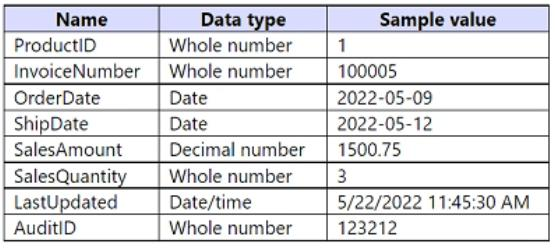 Name Data type Sample value
ProductID Whole number 1
InvoiceNumber Whole number 100005
OrderDate Date 2022-05-09
ShipDate Date 2022-05-12
SalesAmount Decimal number 1500.75
SalesQuantity Whole number 3
LastUpdated Date/time 5/22/2022 11:45:30 AM
AuditID Whole number 123212